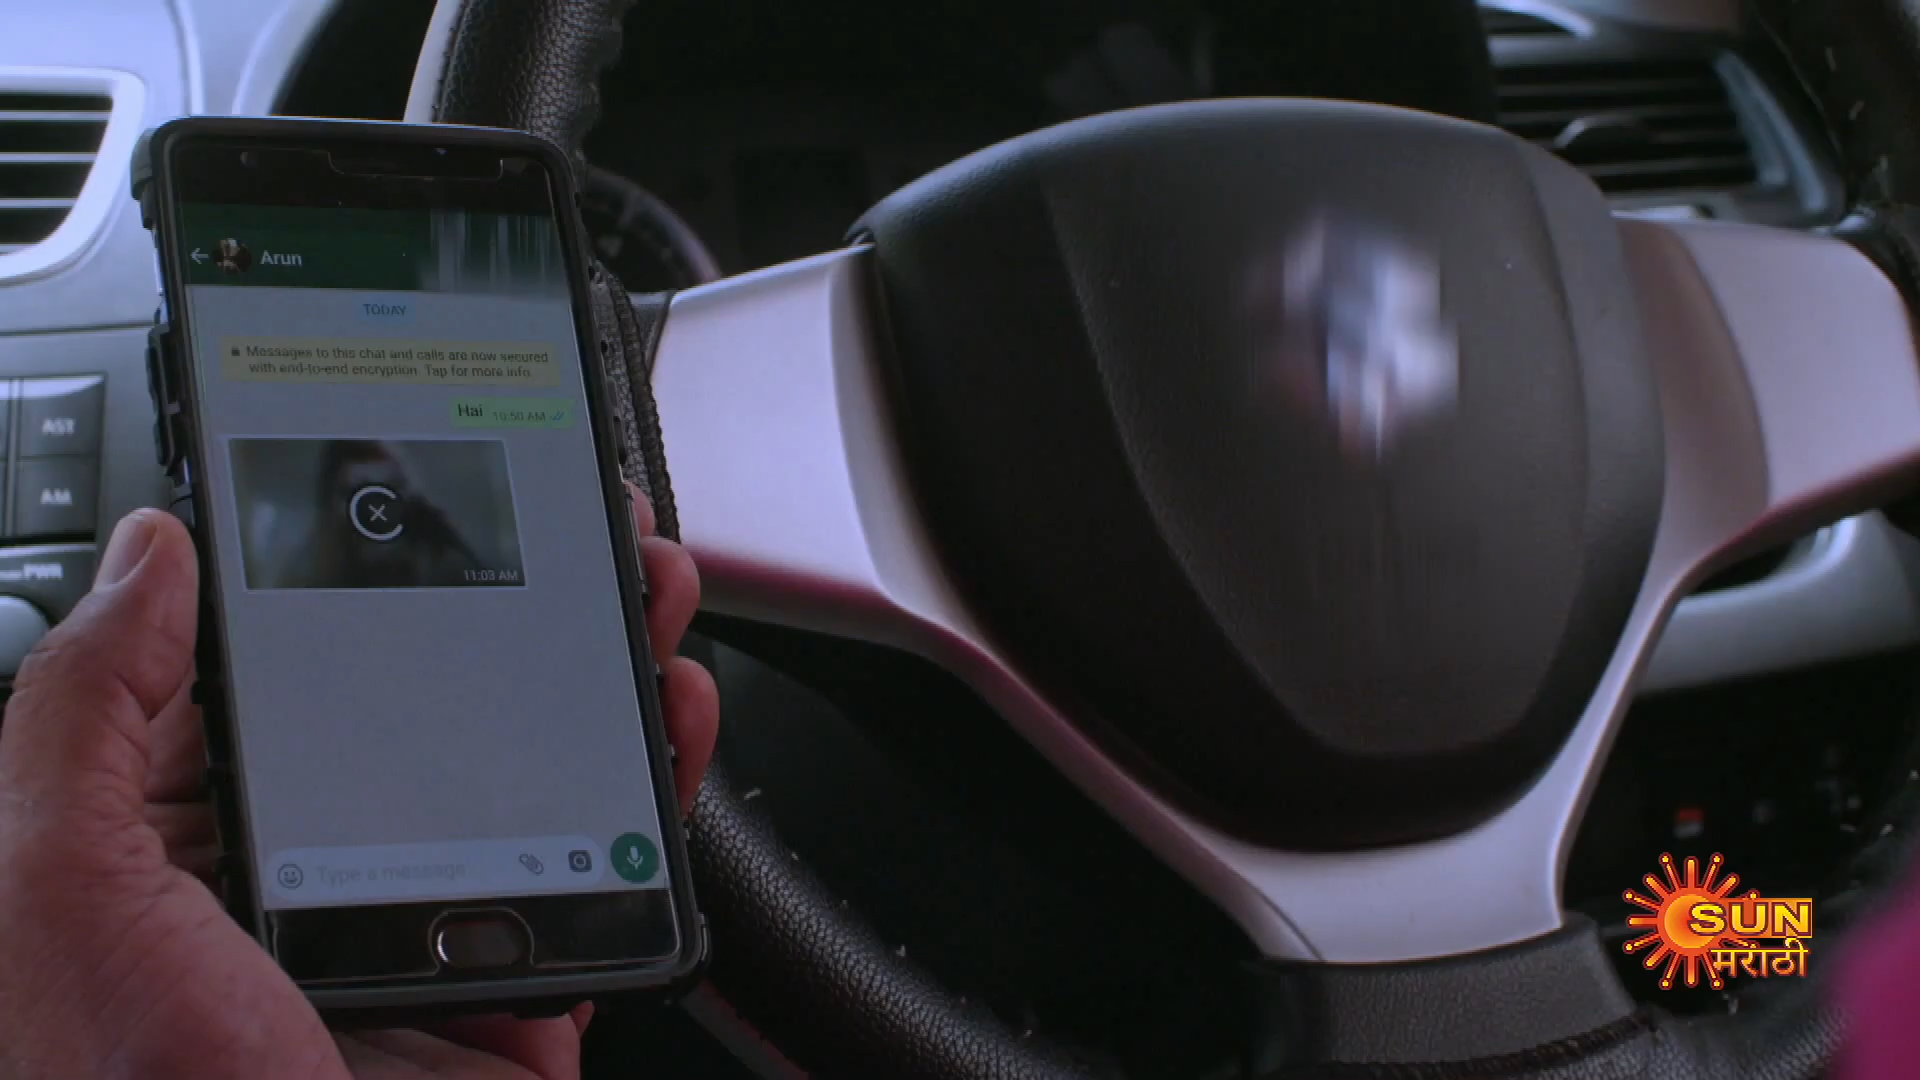 Arun
TODAY
Messages to this chat and calls are now secured
with end-to-end encryption. Tap for more info.
Hai 10:50 AM
11:03 AM
Type a message
AST
AM
PWR
SUN
मराठी